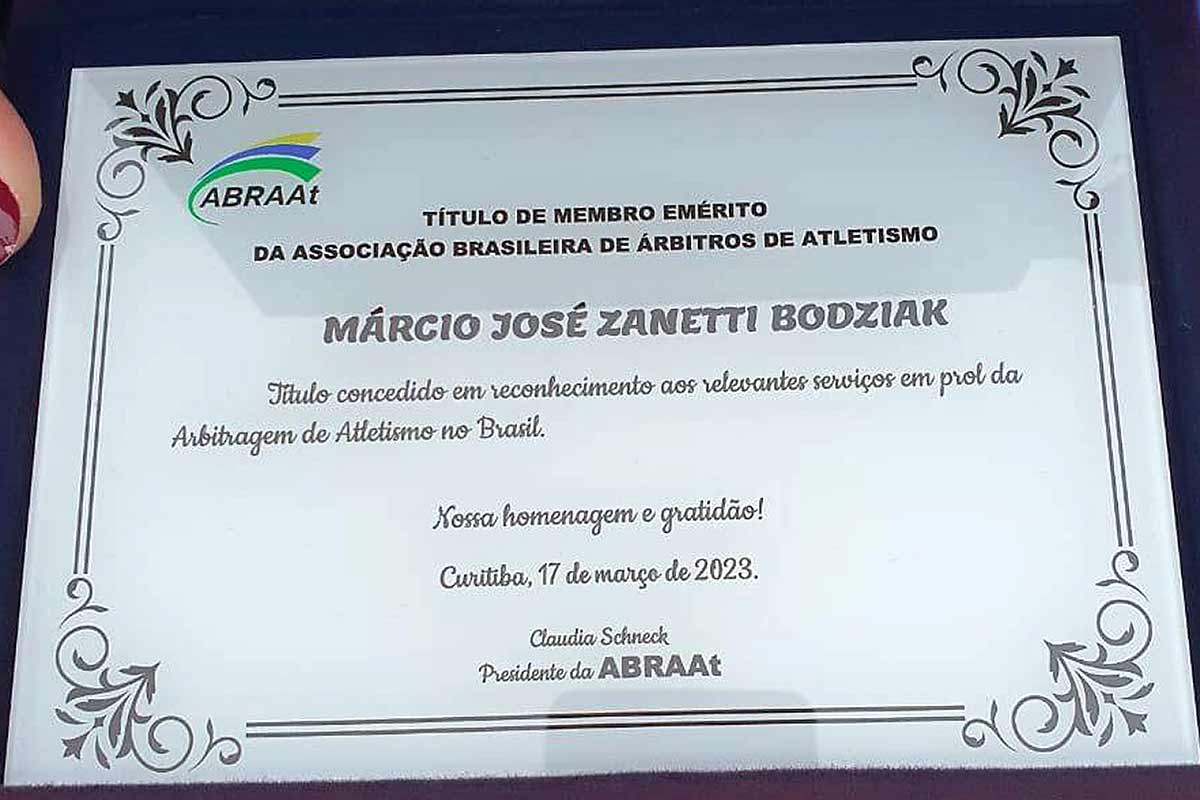 ABRAAt
TÍTULO DE MEMBRO EMÉRITO
DA ASSOCIAÇÃO BRASILEIRA DE ÁRBITROS DE ATLETISMO
MÁRCIO JOSÉ ZANETTI BODZIAK
Título concedido em reconhecimento aos relevantes serviços em prol da
Arbitragem de Atletismo no Brasil.
Nossa homenagem e gratidão!
Curitiba, 17 de março de 2023.
Claudia Schneck
Presidente da ABRAAt